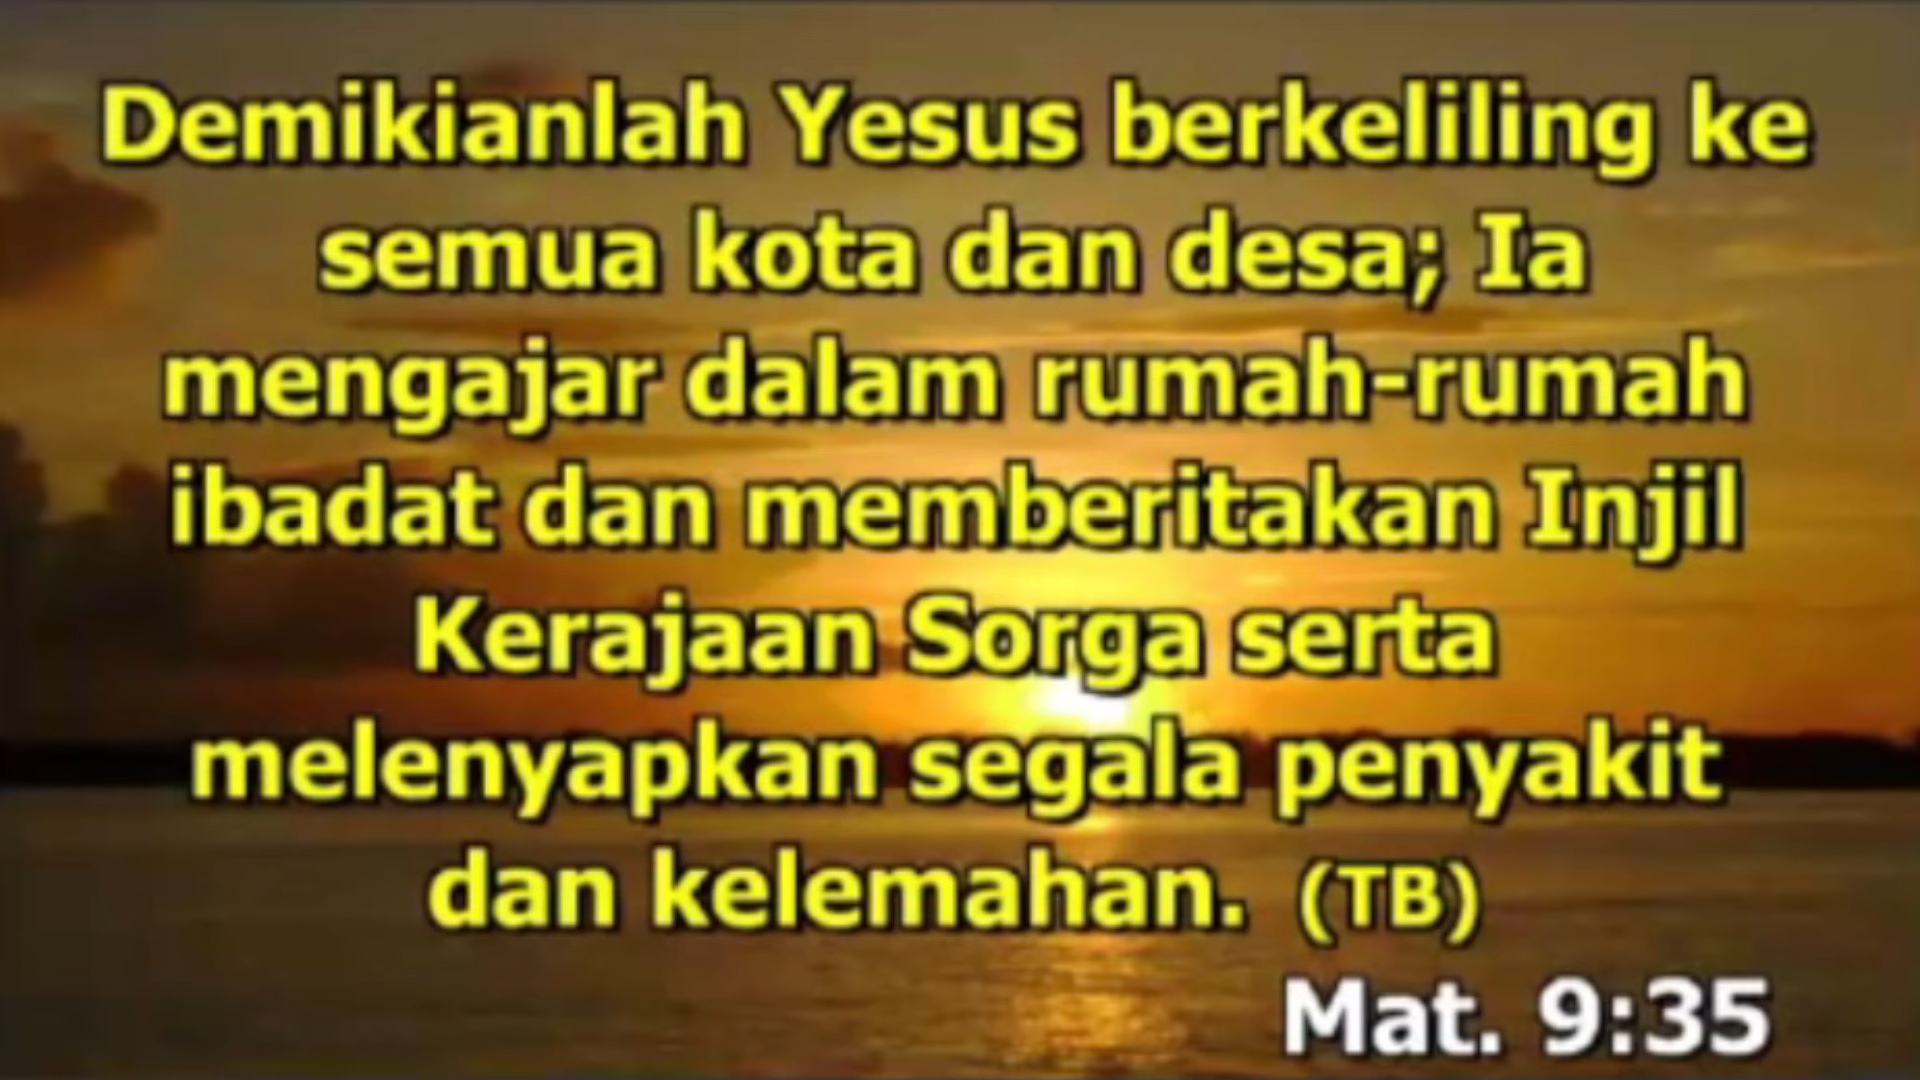 Demikianlah Yesus berkeliling ke
semua kota dan desa; Ia
mengajar dalam rumah-rumah
ibadat dan memberitakan Injil
Kerajaan Sorga serta
melenyapkan segala penyakit
dan kelemahan. (TB)
Mat. 9:35